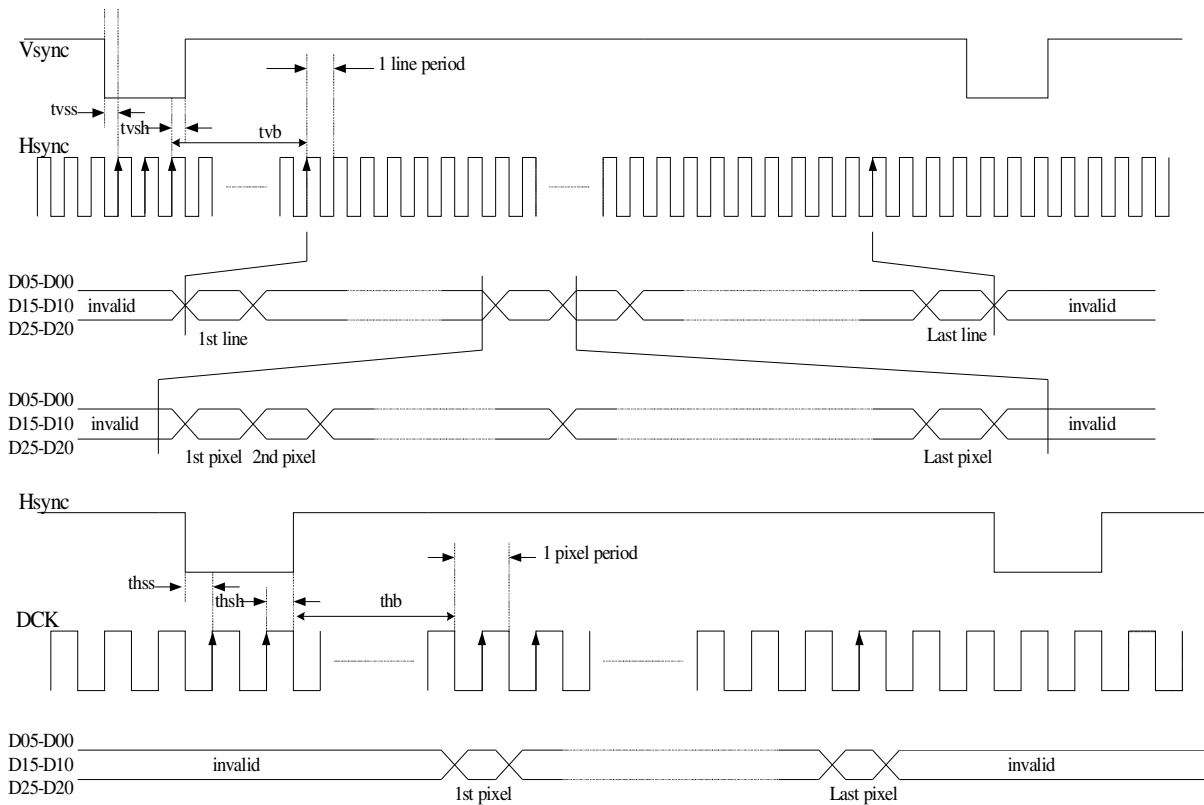 Vsync
1 line period
tvss
tvsh
tvb
Hsync
D05-D00
D15-D10
D25-D20
invalid
invalid
1st line
Last line
D05-D00
D15-D10
D25-D20
invalid
invalid
1st pixel
2nd pixel
Last pixel
Hsync
1 pixel period
thss
thsh
thb
DCK
D05-D00
D15-D10
D25-D20
invalid
invalid
1st pixel
Last pixel